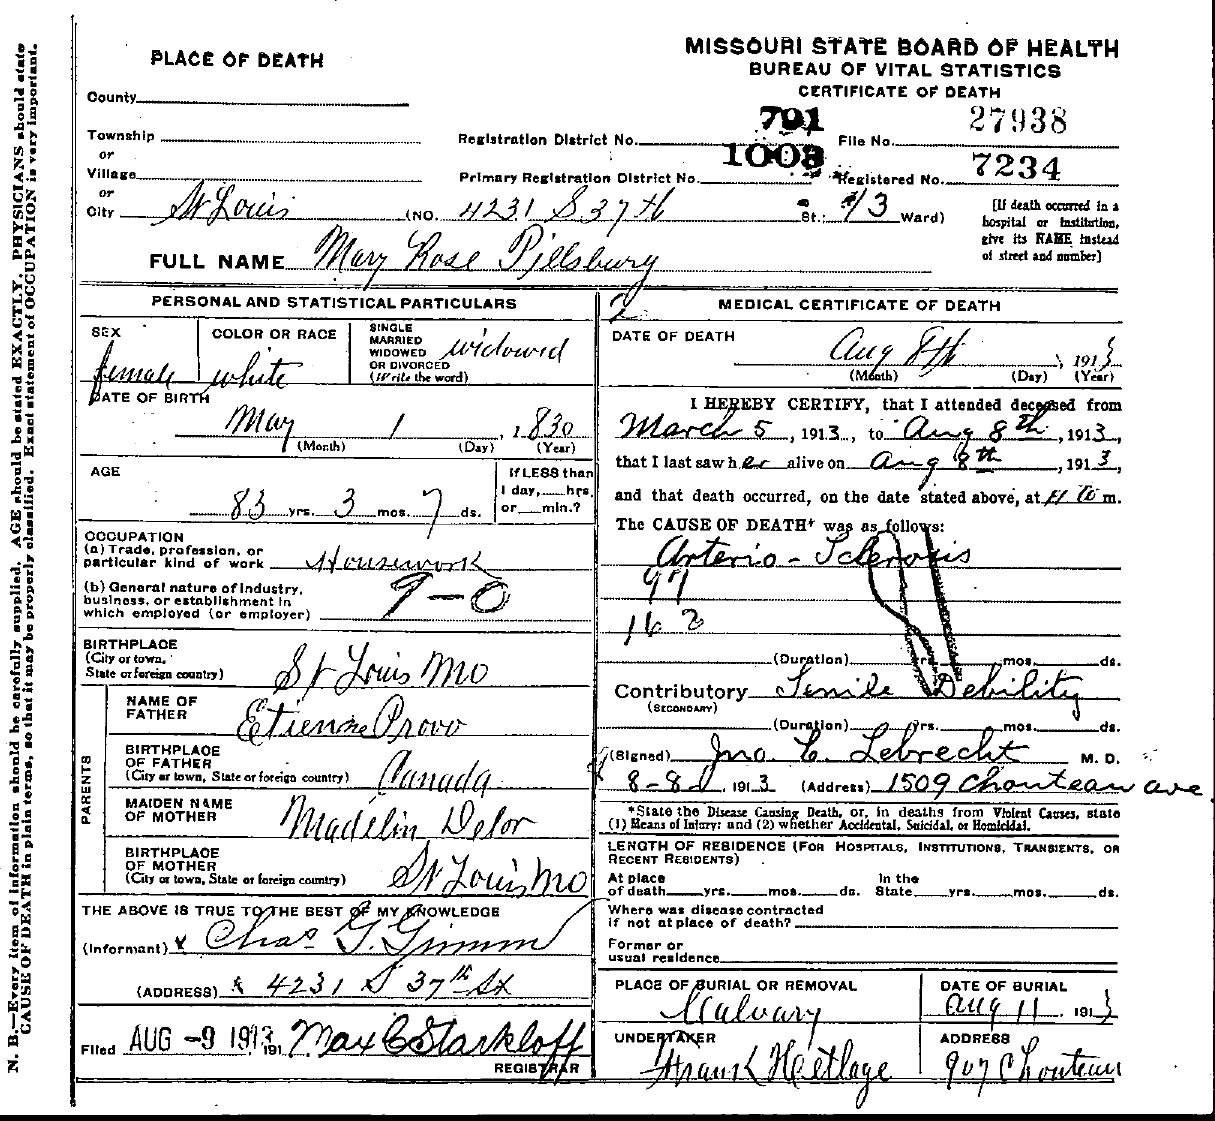 N. B.—Every item of information should be carefully supplied. AGE should be stated EXACTLY. PHYSICIANS should state
CAUSE OF DEATH in plain terms, so that it may be properly classified. Exact statement of OCCUPATION is very important.
MISSOURI STATE BOARD OF HEALTH
BUREAU OF VITAL STATISTICS
CERTIFICATE OF DEATH
PLACE OF DEATH
County
Township
or
Village
or
City St Louis (NO. 4231 S 37th St.; 13 Ward)
Registration District No. 791 File No. 27938
Primary Registration District No. 1003 Registered No. 7234
[If death occurred in a
hospital or institution,
give its NAME instead
of street and number]
FULL NAME Mary Rose Pillsbury
PERSONAL AND STATISTICAL PARTICULARS
SEX female
COLOR OR RACE white
SINGLE
MARRIED
WIDOWED
OR DIVORCED
(Write the word) widowed
DATE OF BIRTH
May 1, 1830
(Month) (Day) (Year)
AGE
83 yrs. 3 mos. 7 ds.
If LESS than
1 day, hrs.
or min.?
OCCUPATION
(a) Trade, profession, or
particular kind of work Housework
(b) General nature of industry,
business, or establishment in
which employed (or employer)
9-0
BIRTHPLACE
(City or town,
State or foreign country) St Louis Mo
PARENTS
NAME OF
FATHER Etienne Provo
BIRTHPLACE
OF FATHER
(City or town, State or foreign country) Canada
MAIDEN NAME
OF MOTHER Madelin Delor
BIRTHPLACE
OF MOTHER
(City or town, State or foreign country) St Louis Mo
THE ABOVE IS TRUE TO THE BEST OF MY KNOWLEDGE
(Informant) x Chas G. Grimm
(ADDRESS) x 4231 S 37th St
Filed AUG -9 1913, 191 Max C Starkloff
REGISTRAR
MEDICAL CERTIFICATE OF DEATH
2
DATE OF DEATH
Aug 8th, 1913
(Month) (Day) (Year)
I HEREBY CERTIFY, that I attended deceased from
March 5, 1913, to Aug 8th, 1913,
that I last saw her alive on Aug 8th, 1913,
and that death occurred, on the date stated above, at m.
The CAUSE OF DEATH* was as follows:
Arterio-Sclerosis
97
162
(Duration) yrs. mos. ds.
Contributory Senile Debility
(SECONDARY)
(Duration) yrs. mos. ds.
(Signed) Jno. C. Lebrecht M. D.
8-8, 1913 (Address) 1509 Chouteau ave
*State the Disease Causing Death, or, in deaths from Violent Causes, state
(1) Means of Injury; and (2) whether Accidental, Suicidal, or Homicidal.
LENGTH OF RESIDENCE (FOR HOSPITALS, INSTITUTIONS, TRANSIENTS, OR
RECENT RESIDENTS)
At place
of death yrs. mos. ds. In the
State yrs. mos. ds.
Where was disease contracted
if not at place of death?
Former or
usual residence
PLACE OF BURIAL OR REMOVAL
Calvary
DATE OF BURIAL
Aug 11, 1913
UNDERTAKER
Frank Heitlage
ADDRESS
907 Chouteau